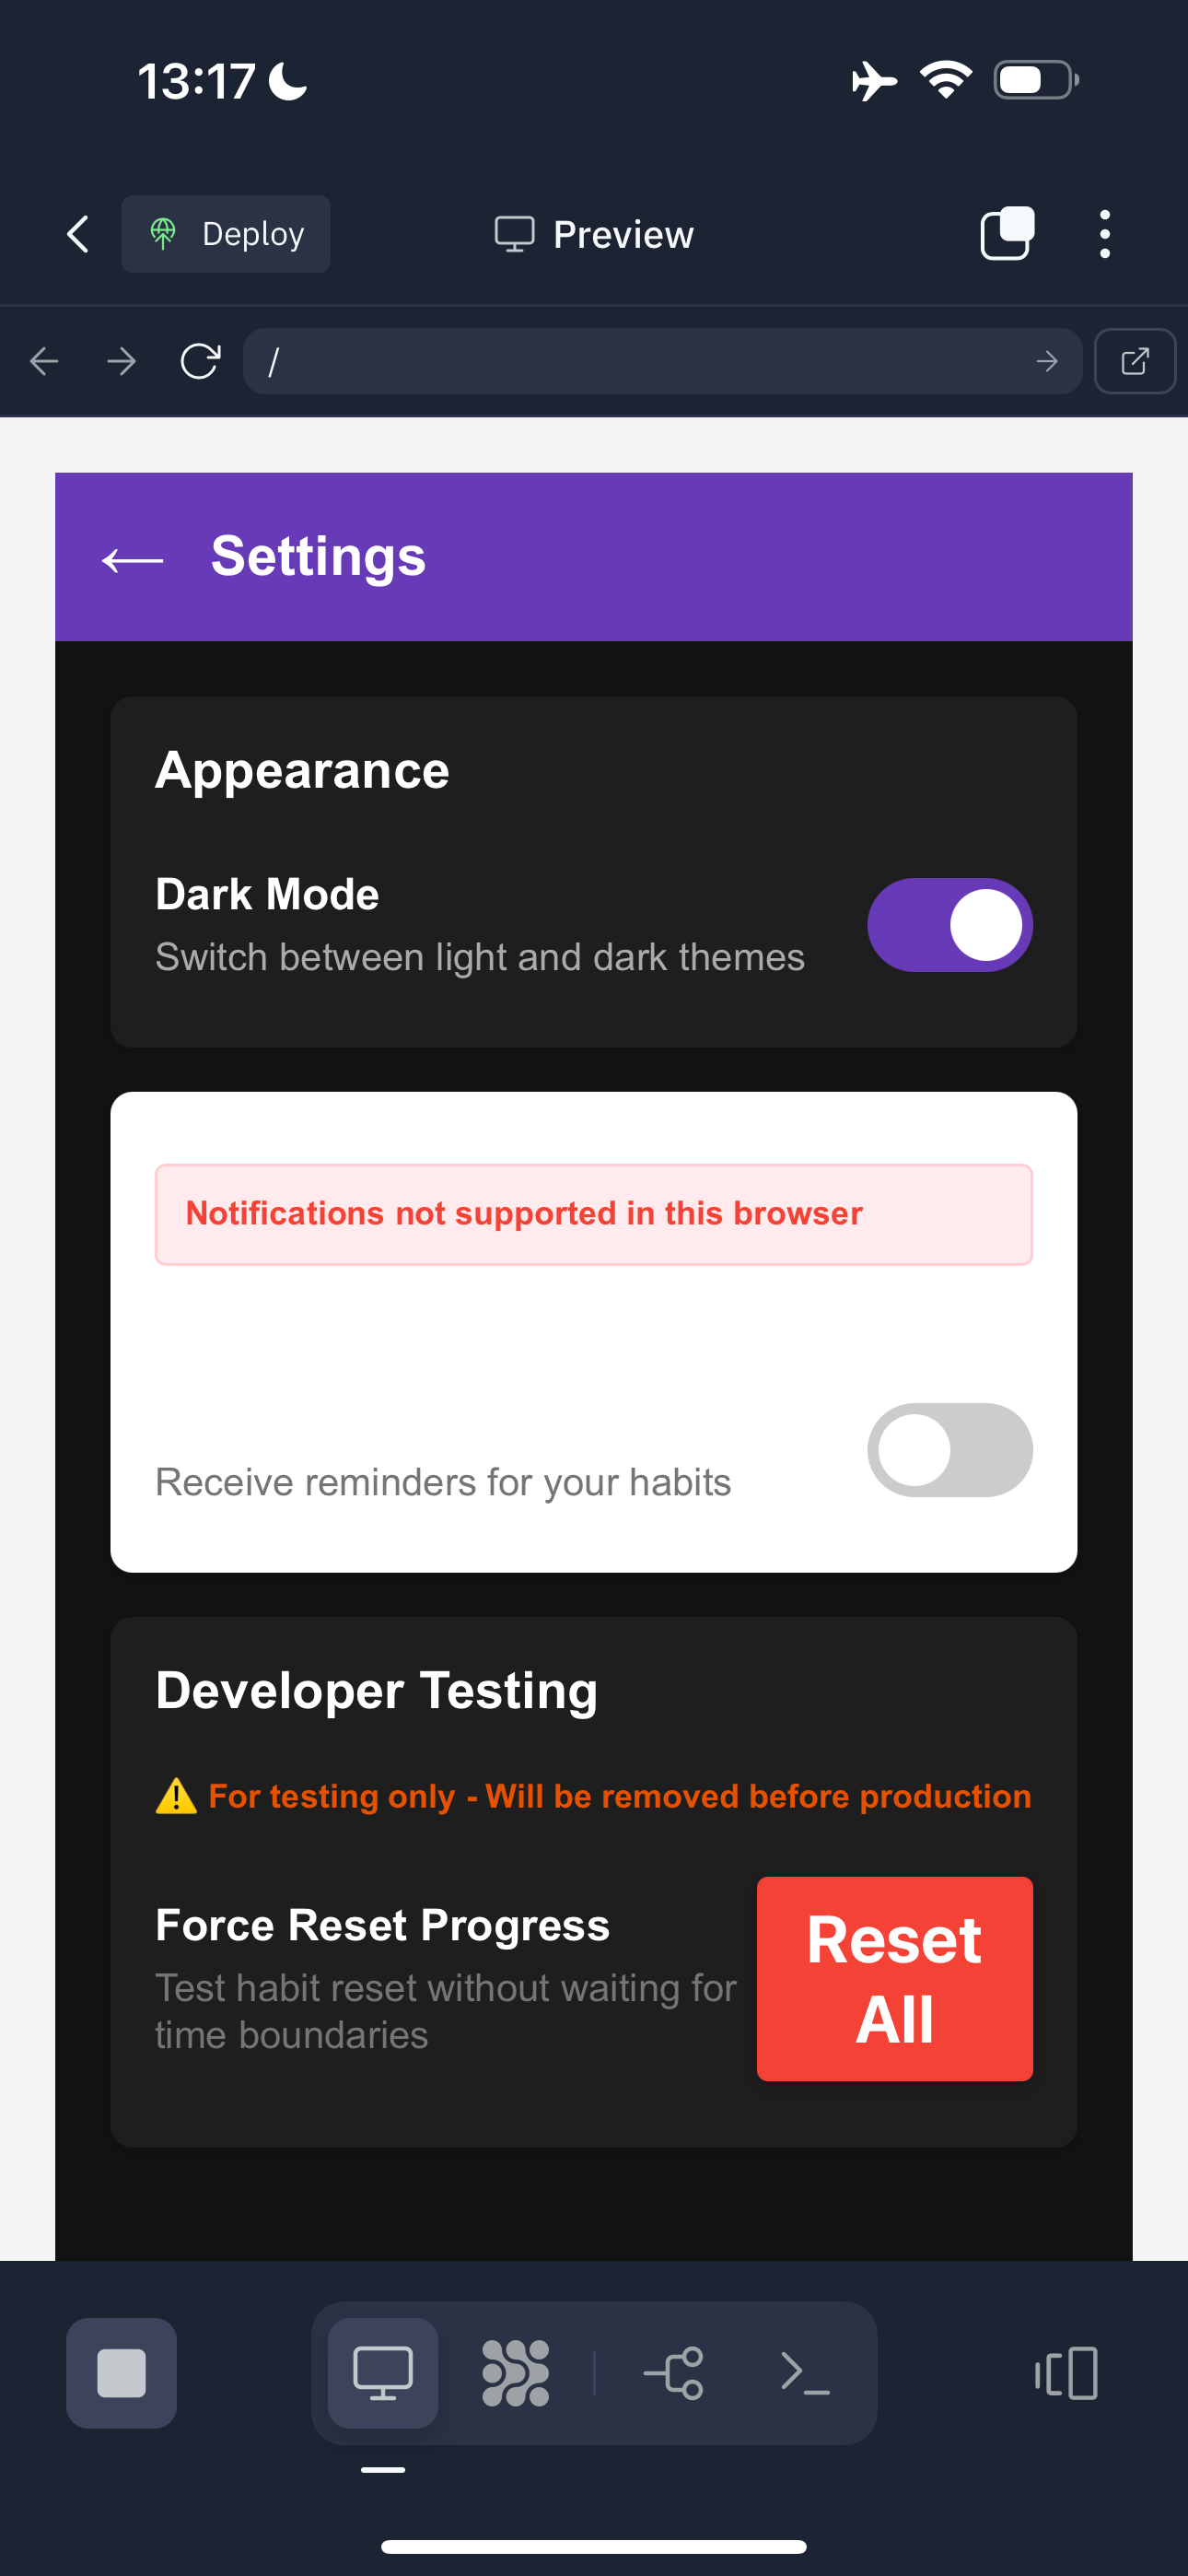 13:17
Deploy
Preview
/
Settings
Appearance
Dark Mode
Switch between light and dark themes
Notifications not supported in this browser
Receive reminders for your habits
Developer Testing
⚠️ For testing only - Will be removed before production
Force Reset Progress
Test habit reset without waiting for
time boundaries
Reset
All